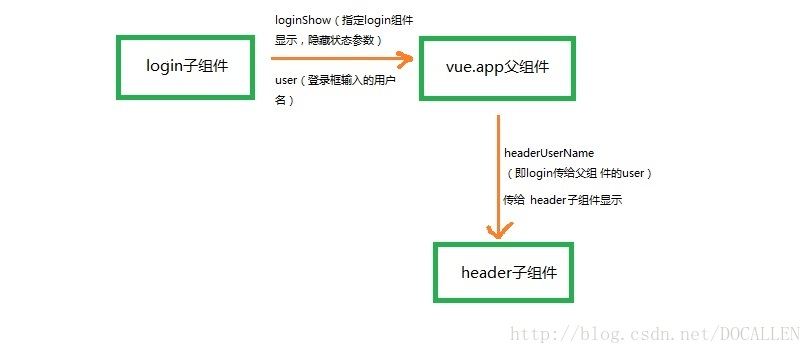 loginShow（指定login组件
显示，隐藏状态参数）
login子组件
vue.app父组件
user（登录框输入的用户
名）
headerUserName
（即login传给父组 件的user）
传给 header子组件显示
header子组件
http://blog.csdn.net/DOCALLEN